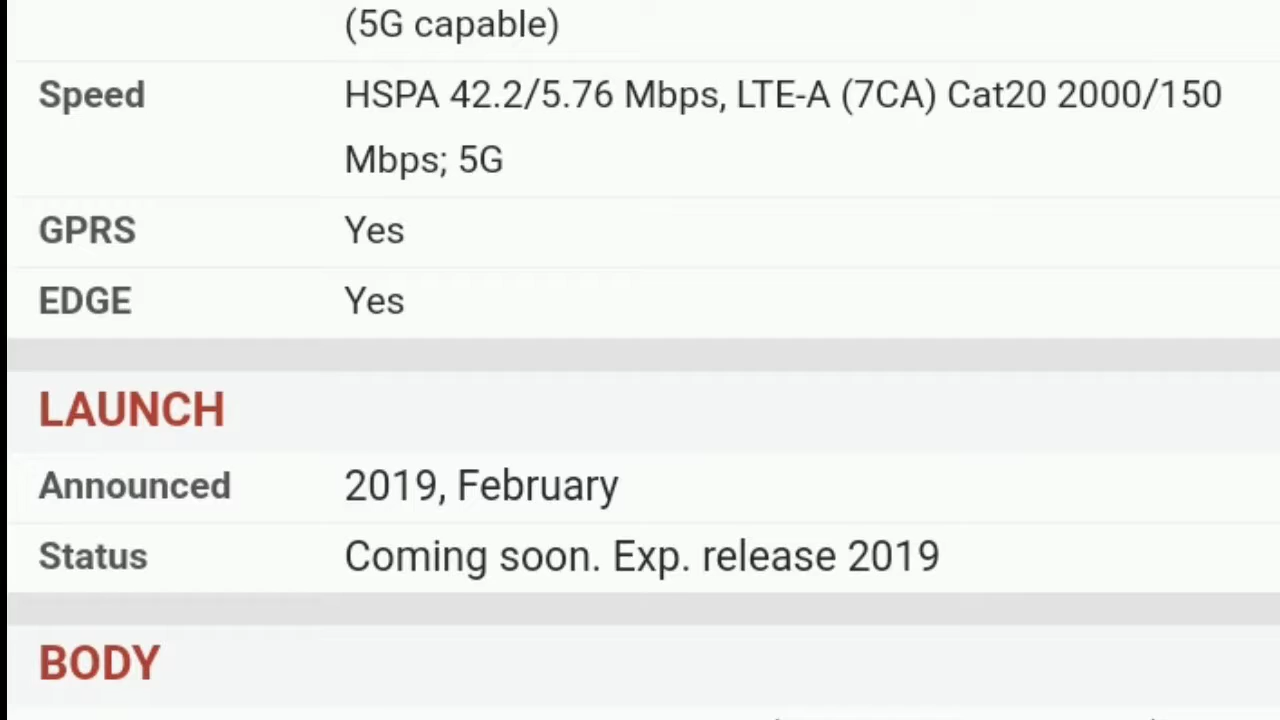 (5G capable)
Speed HSPA 42.2/5.76 Mbps, LTE-A (7CA) Cat20 2000/150
Mbps; 5G
GPRS Yes
EDGE Yes
LAUNCH
Announced 2019, February
Status Coming soon. Exp. release 2019
BODY